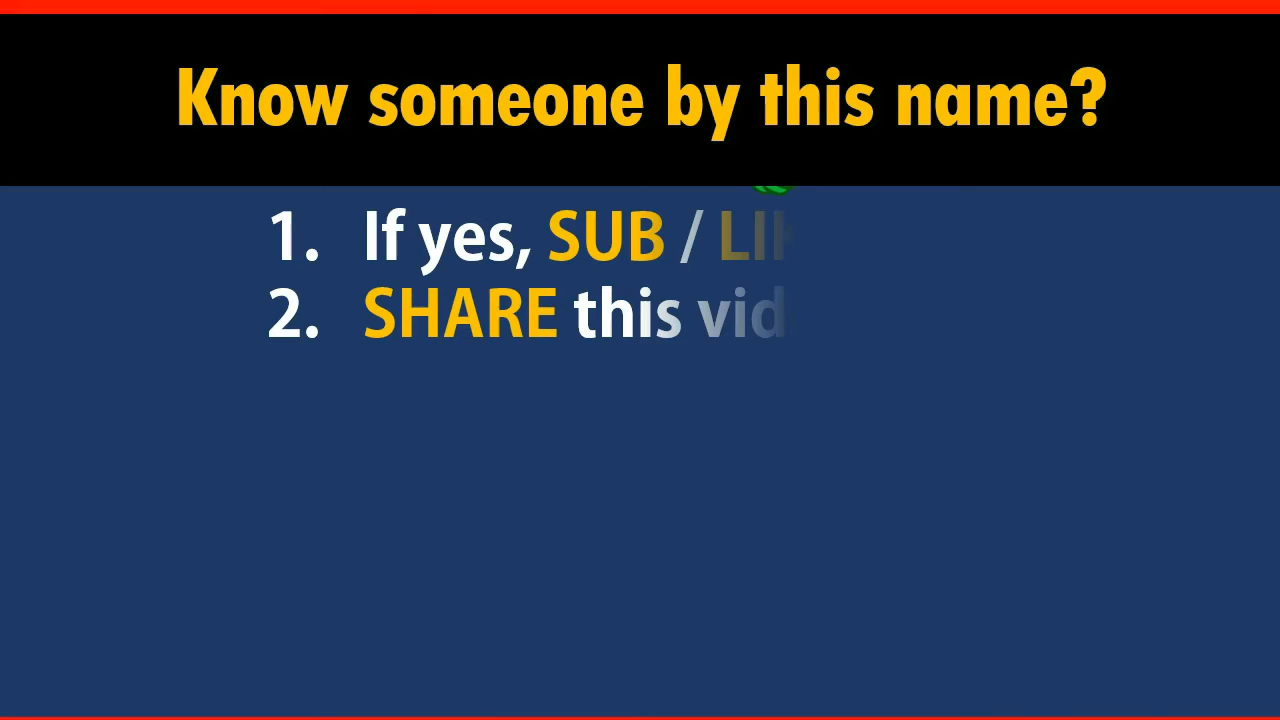 Know someone by this name?
1. If yes, SUB /
2. SHARE this